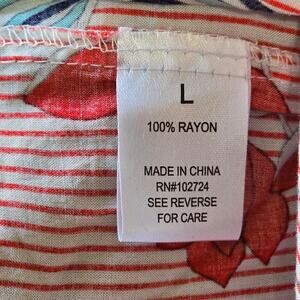 L
100% RAYON
MADE IN CHINA
RN#102724
SEE REVERSE
FOR CARE